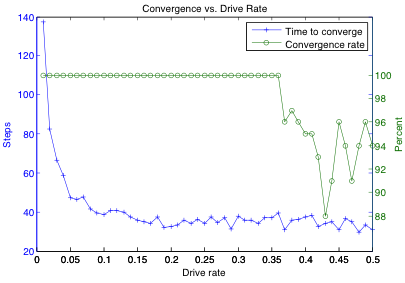 Convergence vs. Drive Rate
Time to converge
Convergence rate
140
120
100
80
60
40
20
Steps
100
98
96
94
92
90
88
Percent
0 0.05 0.1 0.15 0.2 0.25 0.3 0.35 0.4 0.45 0.5
Drive rate